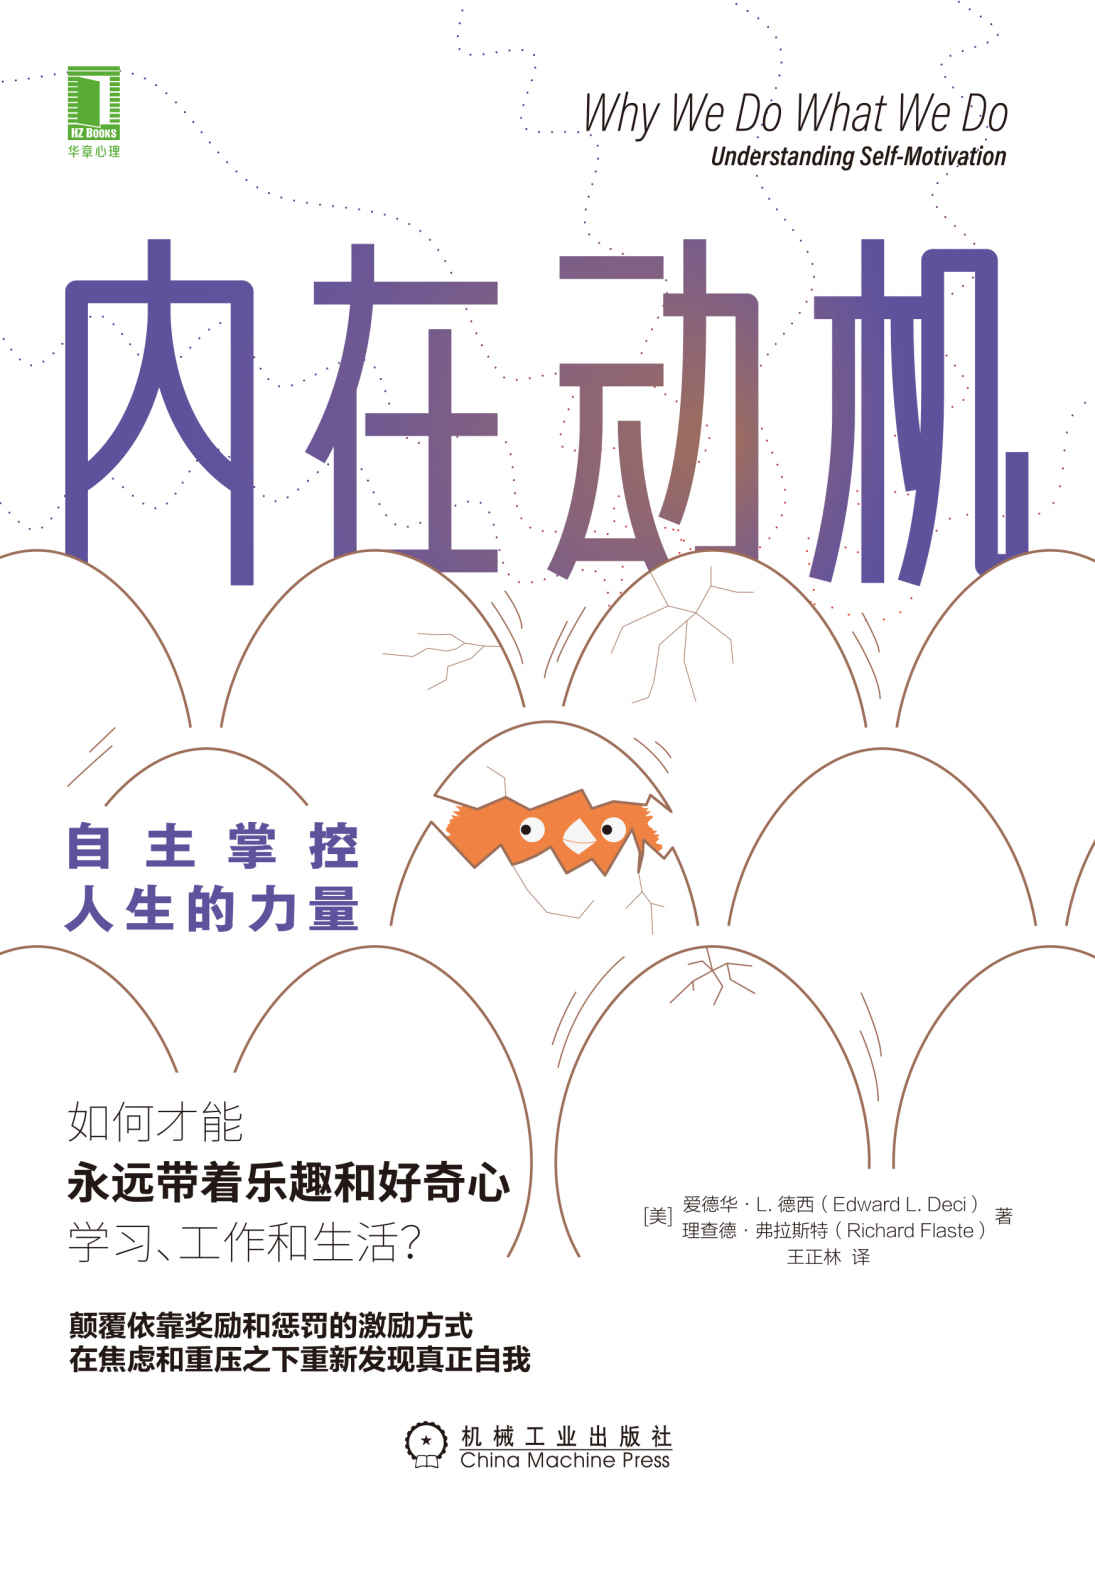 HZ BOOKS
华章心理
Why We Do What We Do
Understanding Self-Motivation
内在动机
自主掌控
人生的力量
如何才能
永远带着乐趣和好奇心
学习、工作和生活?
[美] 爱德华·L. 德西(Edward L. Deci)
理查德·弗拉斯特(Richard Flaste) 著
王正林 译
颠覆依靠奖励和惩罚的激励方式
在焦虑和重压之下重新发现真正自我
机械工业出版社
China Machine Press